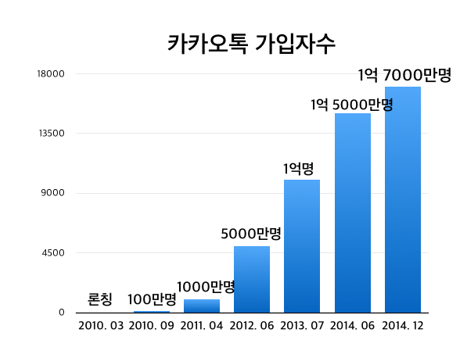 카카오톡 가입자수
18000
13500
9000
4500
0
론칭
100만명
1000만명
5000만명
1억명
1억 5000만명
1억 7000만명
2010. 03 2010. 09 2011. 04 2012. 06 2013. 07 2014. 06 2014. 12